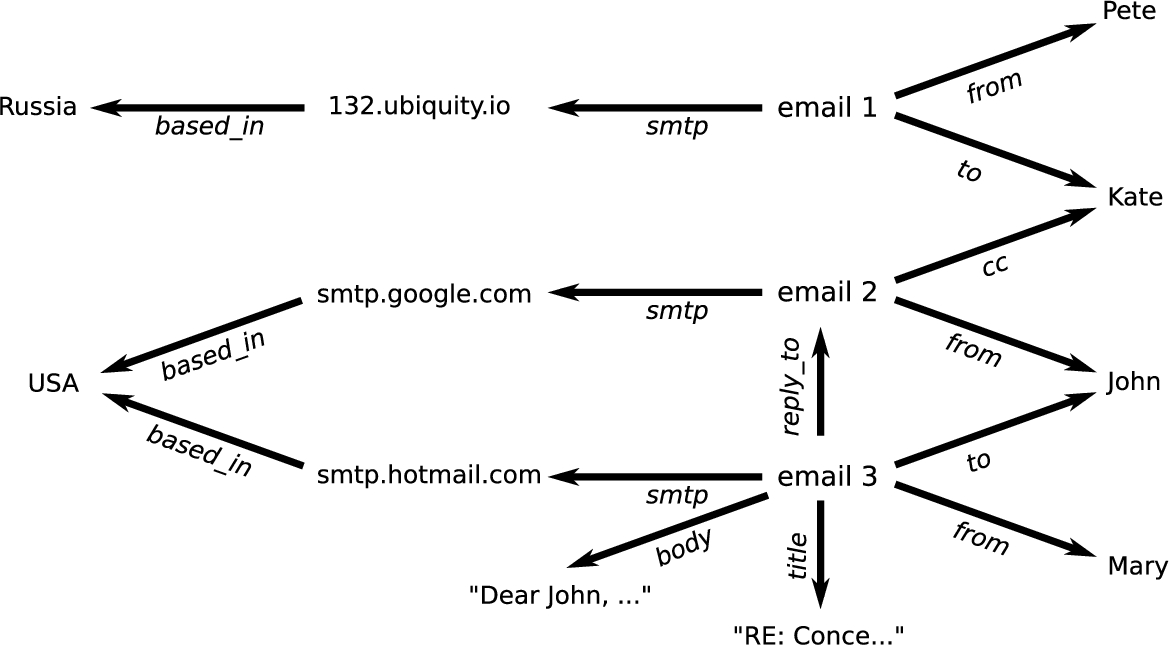 Pete
from
Russia
132.ubiquity.io
email 1
based_in
smtp
to
Kate
cc
smtp.google.com
email 2
smtp
based_in
from
reply_to
USA
John
based_in
to
smtp.hotmail.com
email 3
smtp
from
body
title
Mary
"Dear John, ..."
"RE: Conce..."